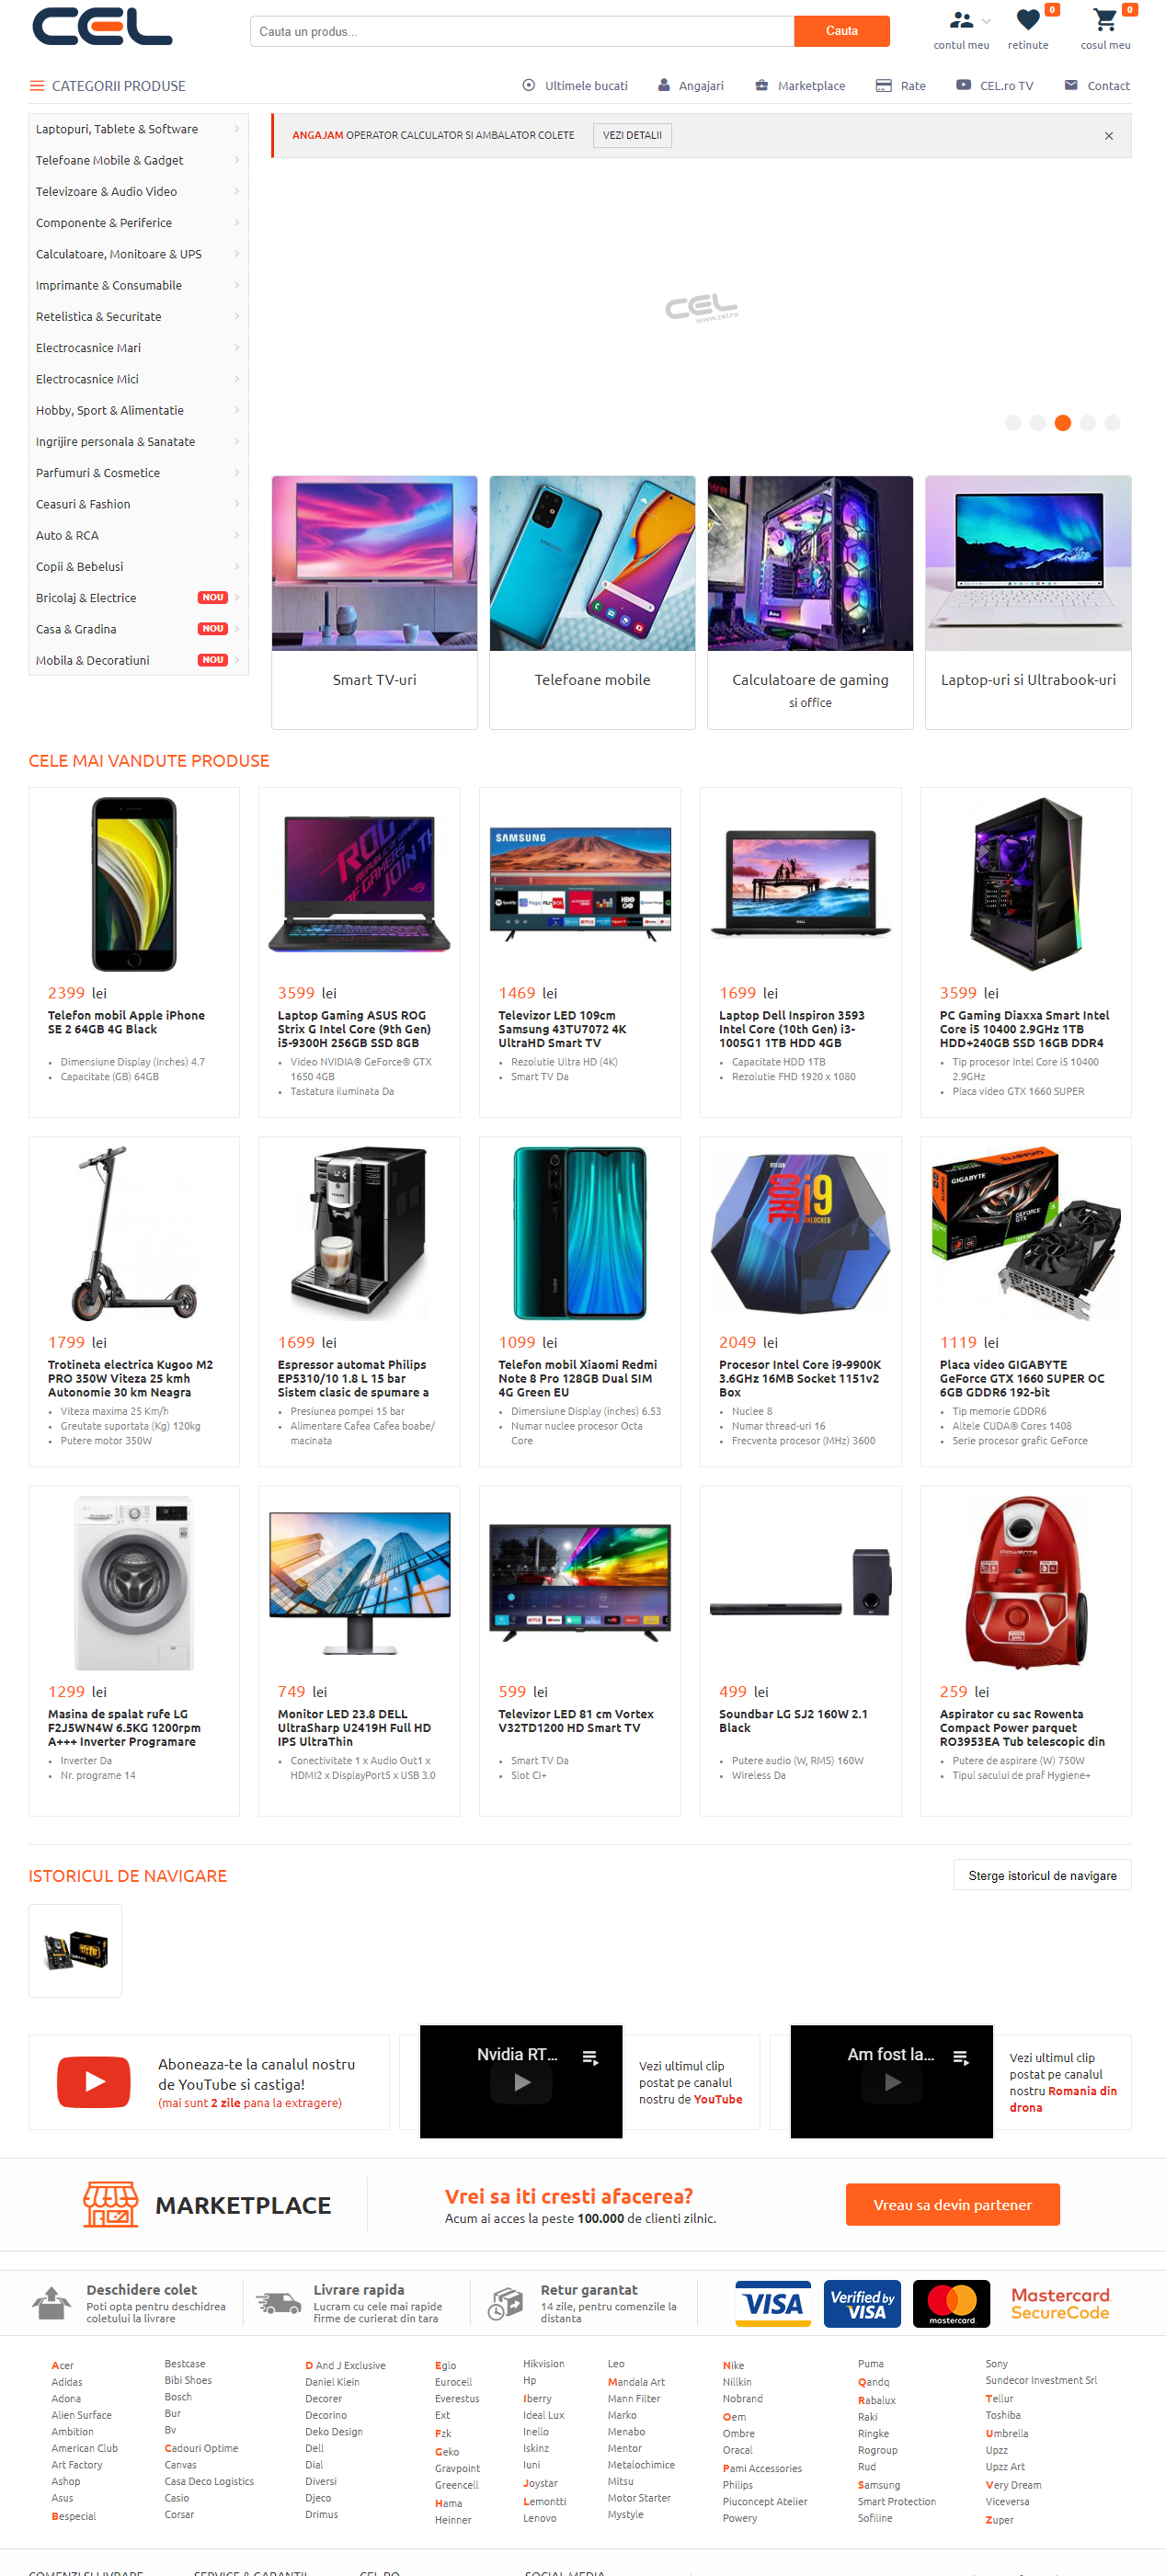 CEL
Cauta un produs...
Cauta
contul meu
0
retinute
0
cosul meu
CATEGORII PRODUSE
Ultimele bucati
Angajari
Marketplace
Rate
CEL.ro TV
Contact
Laptopuri, Tablete & Software
Telefoane Mobile & Gadget
Televizoare & Audio Video
Componente & Periferice
Calculatoare, Monitoare & UPS
Imprimante & Consumabile
Retelistica & Securitate
Electrocasnice Mari
Electrocasnice Mici
Hobby, Sport & Alimentatie
Ingrijire personala & Sanatate
Parfumuri & Cosmetice
Ceasuri & Fashion
Auto & RCA
Copii & Bebelusi
Bricolaj & Electrice NOU
Casa & Gradina NOU
Mobila & Decoratiuni NOU
ANGAJAM OPERATOR CALCULATOR SI AMBALATOR COLETE VEZI DETALII
CEL
www.cel.ro
Smart TV-uri
Telefoane mobile
Calculatoare de gaming
si office
Laptop-uri si Ultrabook-uri
CELE MAI VANDUTE PRODUSE
2399 lei
Telefon mobil Apple iPhone
SE 2 64GB 4G Black
Dimensiune Display (inches) 4.7
Capacitate (GB) 64GB
3599 lei
Laptop Gaming ASUS ROG
Strix G Intel Core (9th Gen)
i5-9300H 256GB SSD 8GB
Video NVIDIA® GeForce® GTX
1650 4GB
Tastatura iluminata Da
SAMSUNG
1469 lei
Televizor LED 109cm
Samsung 43TU7072 4K
UltraHD Smart TV
Rezolutie Ultra HD (4K)
Smart TV Da
1699 lei
Laptop Dell Inspiron 3593
Intel Core (10th Gen) i3-
1005G1 1TB HDD 4GB
Capacitate HDD 1TB
Rezolutie FHD 1920 x 1080
3599 lei
PC Gaming Diaxxa Smart Intel
Core i5 10400 2.9GHz 1TB
HDD+240GB SSD 16GB DDR4
Tip procesor Intel Core i5 10400
2.9GHz
Placa video GTX 1660 SUPER
1799 lei
Trotineta electrica Kugoo M2
PRO 350W Viteza 25 kmh
Autonomie 30 km Neagra
Viteza maxima 25 Km/h
Greutate suportata (Kg) 120kg
Putere motor 350W
1699 lei
Espressor automat Philips
EP5310/10 1.8 L 15 bar
Sistem clasic de spumare a
Presiunea pompei 15 bar
Alimentare Cafea Cafea boabe/
macinata
1099 lei
Telefon mobil Xiaomi Redmi
Note 8 Pro 128GB Dual SIM
4G Green EU
Dimensiune Display (inches) 6.53
Numar nuclee procesor Octa
Core
CORE i9
UNLOCKED
2049 lei
Procesor Intel Core i9-9900K
3.6GHz 16MB Socket 1151v2
Box
Nuclee 8
Numar thread-uri 16
Frecventa procesor (MHz) 3600
GIGABYTE
GEFORCE
GTX
1119 lei
Placa video GIGABYTE
GeForce GTX 1660 SUPER OC
6GB GDDR6 192-bit
Tip memorie GDDR6
Altele CUDA® Cores 1408
Serie procesor grafic GeForce
1299 lei
Masina de spalat rufe LG
F2J5WN4W 6.5KG 1200rpm
A+++ Inverter Programare
Inverter Da
Nr. programe 14
749 lei
Monitor LED 23.8 DELL
UltraSharp U2419H Full HD
IPS UltraThin
Conectivitate 1 x Audio Out1 x
HDMI2 x DisplayPort5 x USB 3.0
599 lei
Televizor LED 81 cm Vortex
V32TD1200 HD Smart TV
Smart TV Da
Slot CI+
499 lei
Soundbar LG SJ2 160W 2.1
Black
Putere audio (W, RMS) 160W
Wireless Da
259 lei
Aspirator cu sac Rowenta
Compact Power parquet
RO3953EA Tub telescopic din
Putere de aspirare (W) 750W
Tipul sacului de praf Hygiene+
ISTORICUL DE NAVIGARE
Sterge istoricul de navigare
Aboneaza-te la canalul nostru
de YouTube si castiga!
(mai sunt 2 zile pana la extragere)
Nvidia RT...
Vezi ultimul clip
postat pe canalul
nostru de YouTube
Am fost la...
Vezi ultimul clip
postat pe canalul
nostru Romania din
drona
MARKETPLACE
Vrei sa iti cresti afacerea?
Acum ai acces la peste 100.000 de clienti zilnic.
Vreau sa devin partener
Deschidere colet
Poti opta pentru deschidrea
coletului la livrare
Livrare rapida
Lucram cu cele mai rapide
firme de curierat din tara
Retur garantat
14 zile, pentru comenzile la
distanta
VISA
Verified by
VISA
mastercard
Mastercard
SecureCode
Acer
Adidas
Adona
Alien Surface
Ambition
American Club
Art Factory
Ashop
Asus
Bespecial
Bestcase
Bibi Shoes
Bosch
Bur
Bv
Cadouri Optime
Canvas
Casa Deco Logistics
Casio
Corsar
D And J Exclusive
Daniel Klein
Decorer
Decorino
Deko Design
Dell
Dial
Diversi
Djeco
Drimus
Eglo
Eurocell
Everestus
Ext
Fzk
Geko
Gravpoint
Greencell
Hama
Heinner
Hikvision
Hp
Iberry
Ideal Lux
Inello
Iskinz
Iuni
Joystar
Lemontti
Lenovo
Leo
Mandala Art
Mann Filter
Marko
Menabo
Mentor
Metalochimice
Mitsu
Motor Starter
Mystyle
Nike
Nillkin
Nobrand
Oem
Ombre
Oracal
Pami Accessories
Philips
Piuconcept Atelier
Powery
Puma
Qandq
Rabalux
Raki
Ringke
Rogroup
Rud
Samsung
Smart Protection
Sofiline
Sony
Sundecor Investment Srl
Tellur
Toshiba
Umbrella
Upzz
Upzz Art
Very Dream
Viceversa
Zuper
COMENZI SI LIVRARE
SERVICE & GARANTII
CEL.RO
SOCIAL MEDIA